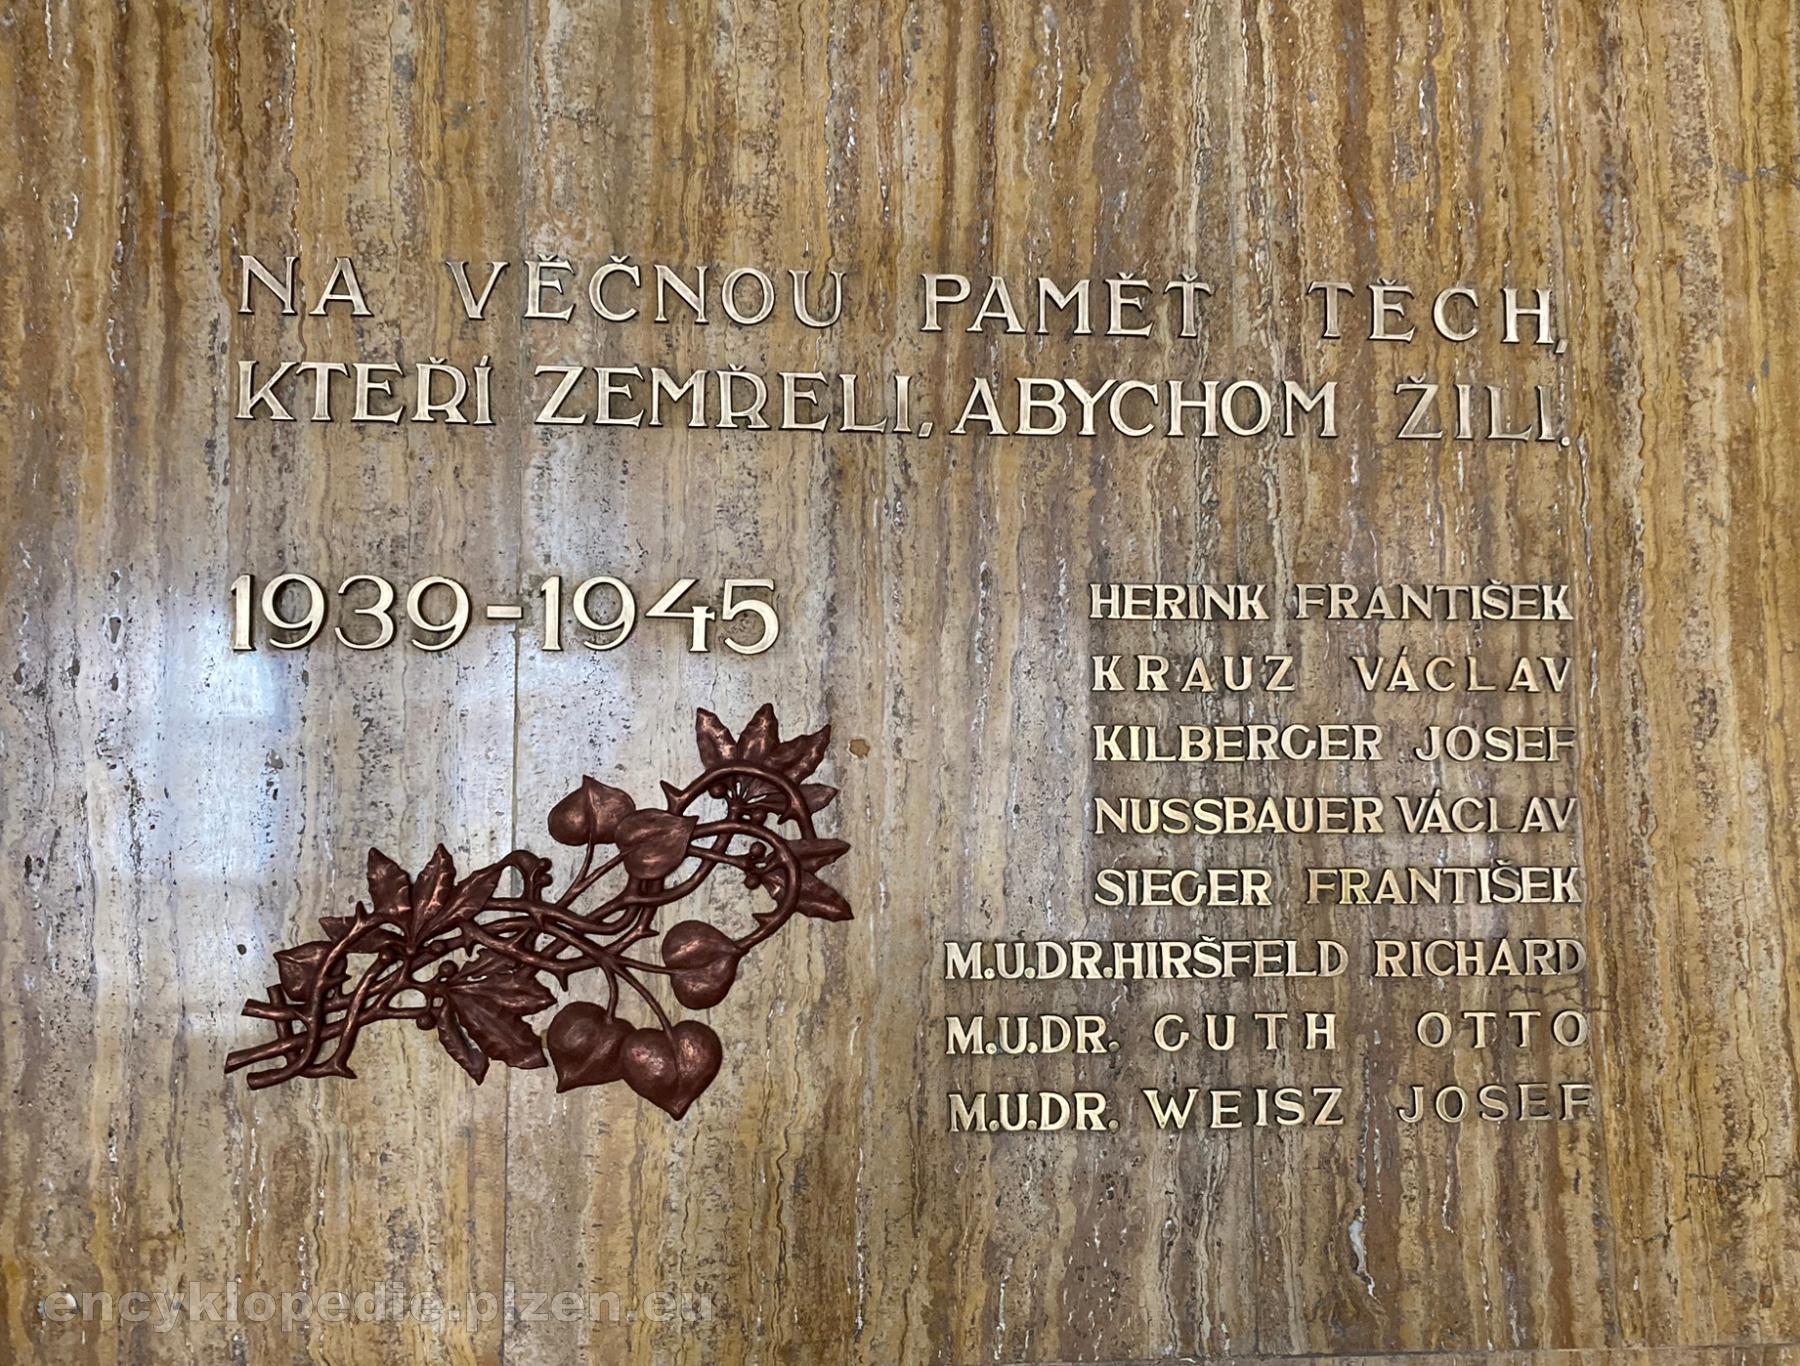 NA VĚČNOU PAMĚŤ TĚCH,
KTEŘÍ ZEMŘELI, ABYCHOM ŽILI.
1939-1945
HERINK FRANTIŠEK
KRAUZ VÁCLAV
KILBERGER JOSEF
NUSSBAUER VÁCLAV
SIEGER FRANTIŠEK
M.U.DR.HIRŠFELD RICHARD
M.U.DR. GUTH OTTO
M.U.DR. WEISZ JOSEF
encyklopedie.plzen.eu